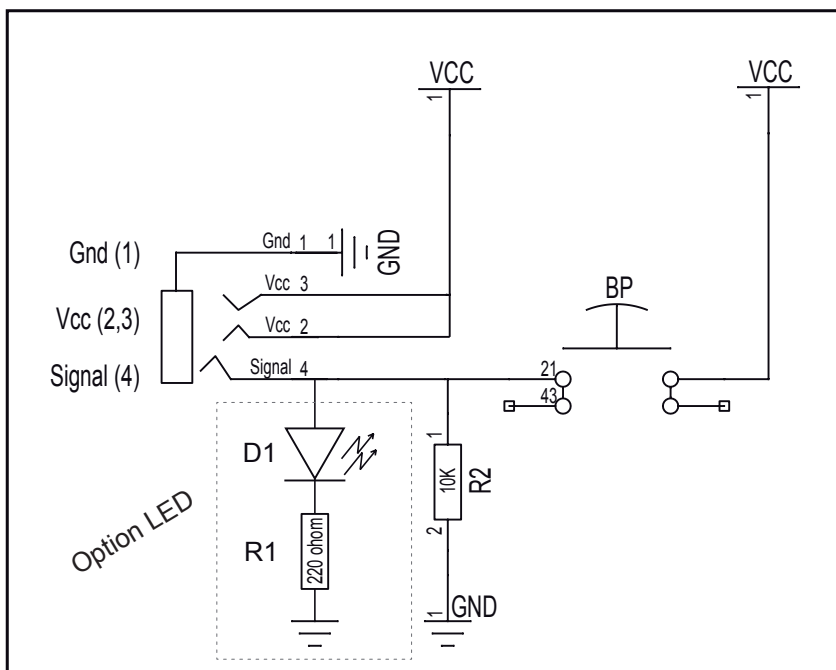 VCC
1
VCC
1
Gnd (1)
Gnd 1 1
GND
Vcc 3
Vcc (2,3)
Vcc 2
BP
Signal (4)
Signal 4
21
43
D1
1
10K
R2
2
Option LED
R1
220 ohom
1
GND